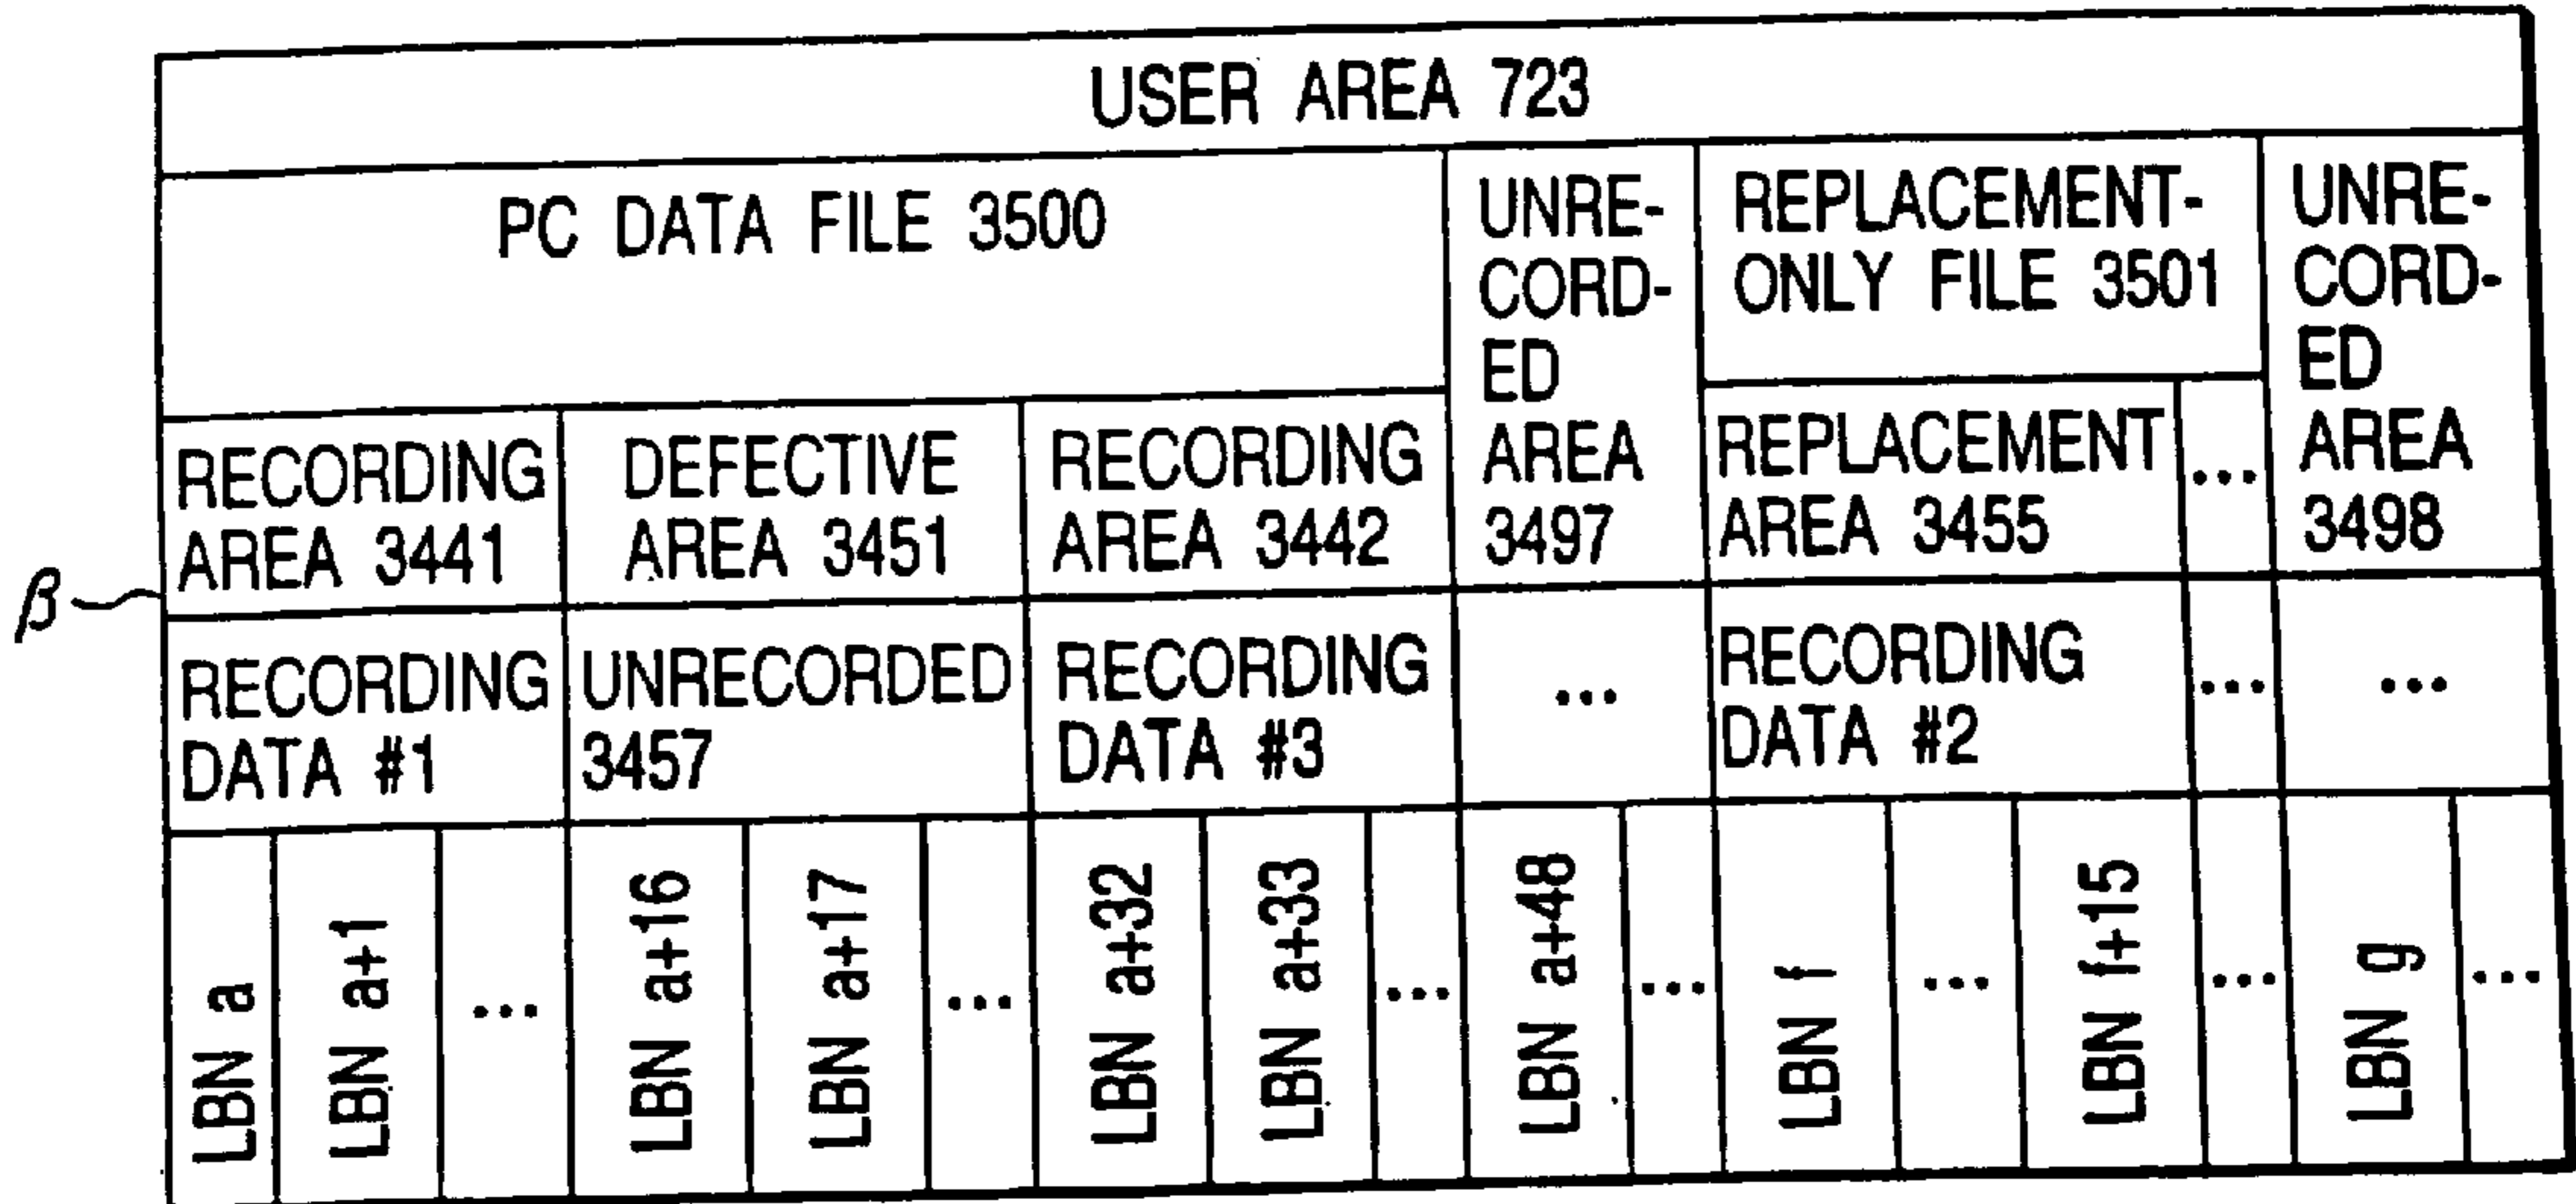 USER AREA 723
PC DATA FILE 3500
UNRE-
CORD-
ED
AREA
3497
REPLACEMENT-
ONLY FILE 3501
UNRE-
CORD-
ED
AREA
3498
RECORDING
AREA 3441
DEFECTIVE
AREA 3451
RECORDING
AREA 3442
REPLACEMENT
AREA 3455
...
β
RECORDING
DATA #1
UNRECORDED
3457
RECORDING
DATA #3
...
RECORDING
DATA #2
...
...
LBN a
LBN a+1
...
LBN a+16
LBN a+17
...
LBN a+32
LBN a+33
...
LBN a+48
...
LBN f
...
LBN f+15
...
LBN g
...